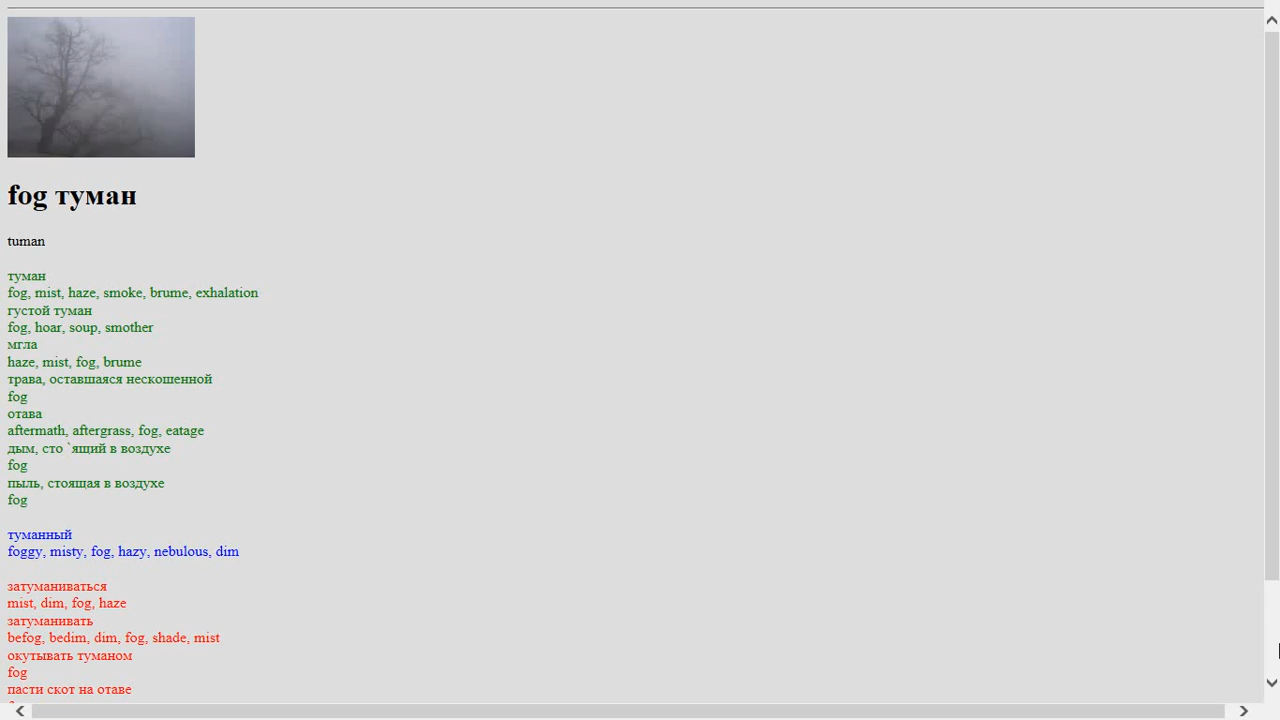 fog туман
tuman
туман
fog, mist, haze, smoke, brume, exhalation
густой туман
fog, hoar, soup, smother
мгла
haze, mist, fog, brume
трава, оставшаяся нескошенной
fog
отава
aftermath, aftergrass, fog, eatage
дым, сто `ящий в воздухе
fog
пыль, стоящая в воздухе
fog
туманный
foggy, misty, fog, hazy, nebulous, dim
затуманиваться
mist, dim, fog, haze
затуманивать
befog, bedim, dim, fog, shade, mist
окутывать туманом
fog
пасти скот на отаве